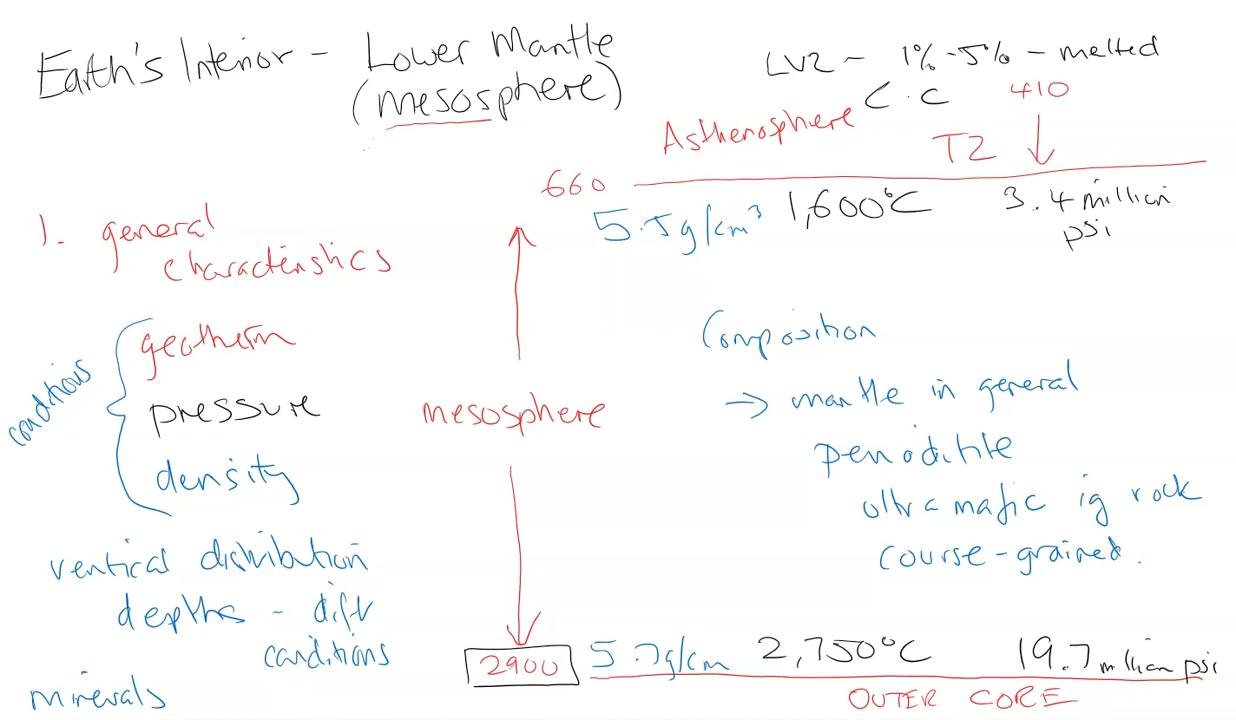 Earth's Interior - Lower Mantle
(mesosphere)
LVZ - 1% - 5% - melted
C.C
410
Asthenosphere
TZ
660
5.5g/cm³ 1,600°C 3.4 million
psi
1. general
characteristics
conditions
geotherm
pressure
density
mesosphere
Composition
→ mantle in general
peridotite
ultramafic ig rock
course-grained.
vertical distribution
depths - diff
conditions
minerals
2900
5.7g/cm 2,750°C 19.7 million psi
OUTER CORE